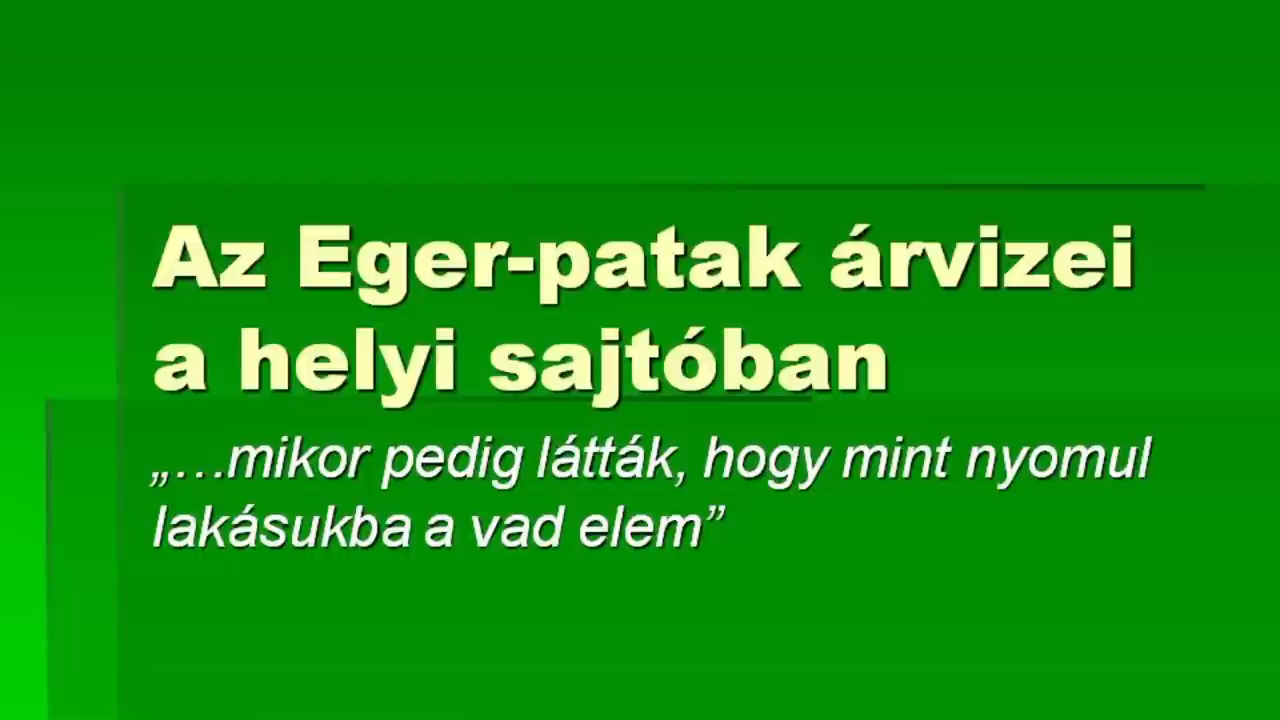 Az Eger-patak árvizei
a helyi sajtóban
„…mikor pedig látták, hogy mint nyomul
lakásukba a vad elem”